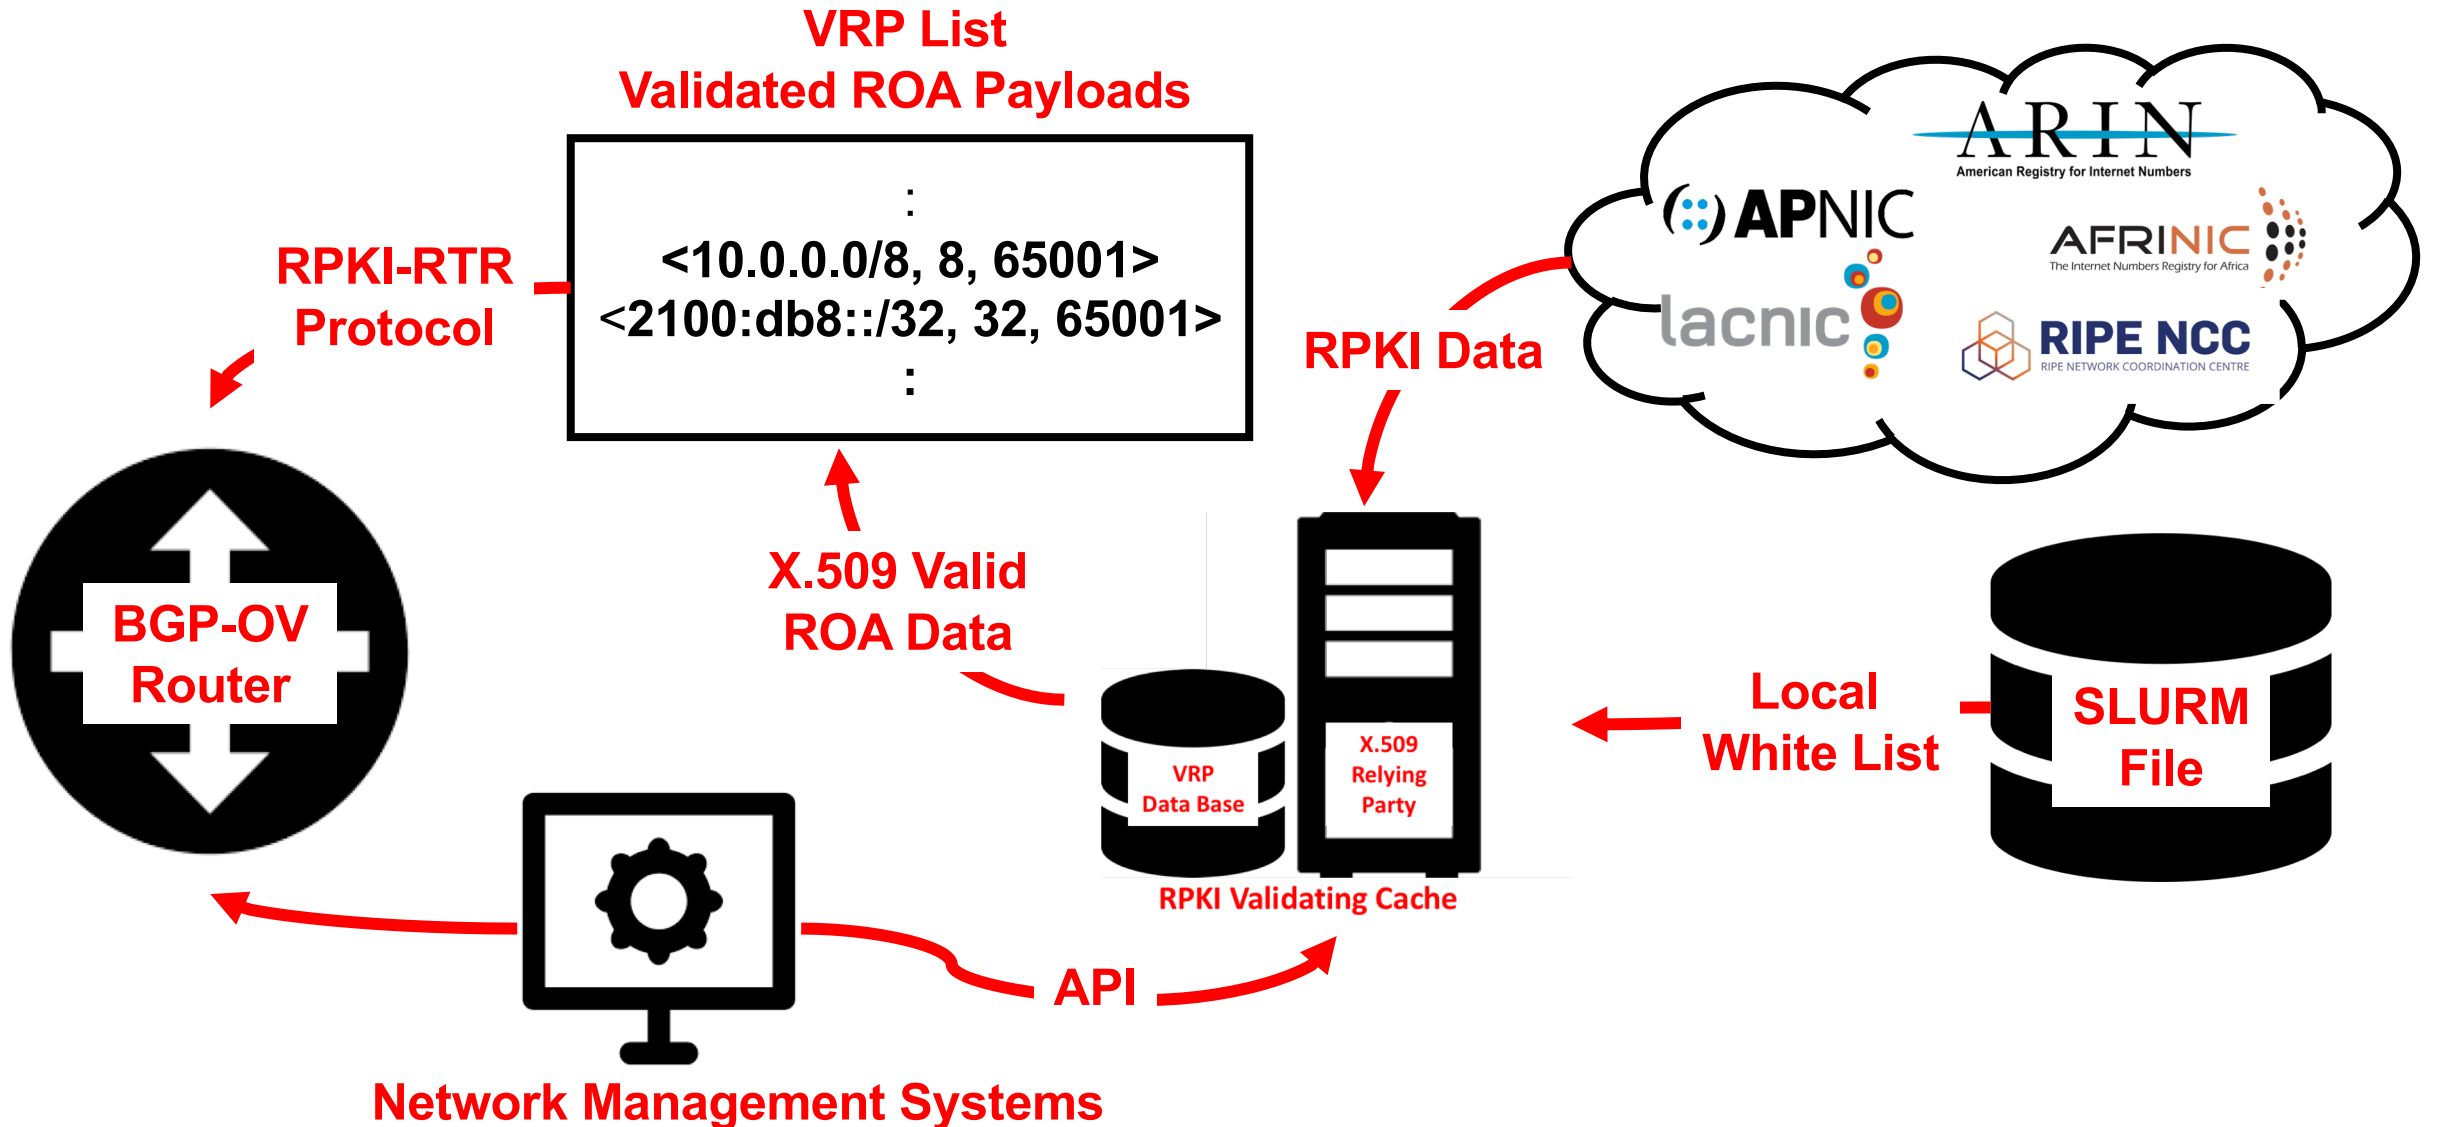 VRP List
Validated ROA Payloads
:
<10.0.0.0/8, 8, 65001>
<2100:db8::/32, 32, 65001>
:
RPKI-RTR
Protocol
ARIN
American Registry for Internet Numbers
APNIC
AFRINIC
The Internet Numbers Registry for Africa
lacnic
RIPE NCC
RIPE NETWORK COORDINATION CENTRE
RPKI Data
X.509 Valid
ROA Data
BGP-OV
Router
VRP
Data Base
X.509
Relying
Party
RPKI Validating Cache
Local
White List
SLURM
File
API
Network Management Systems